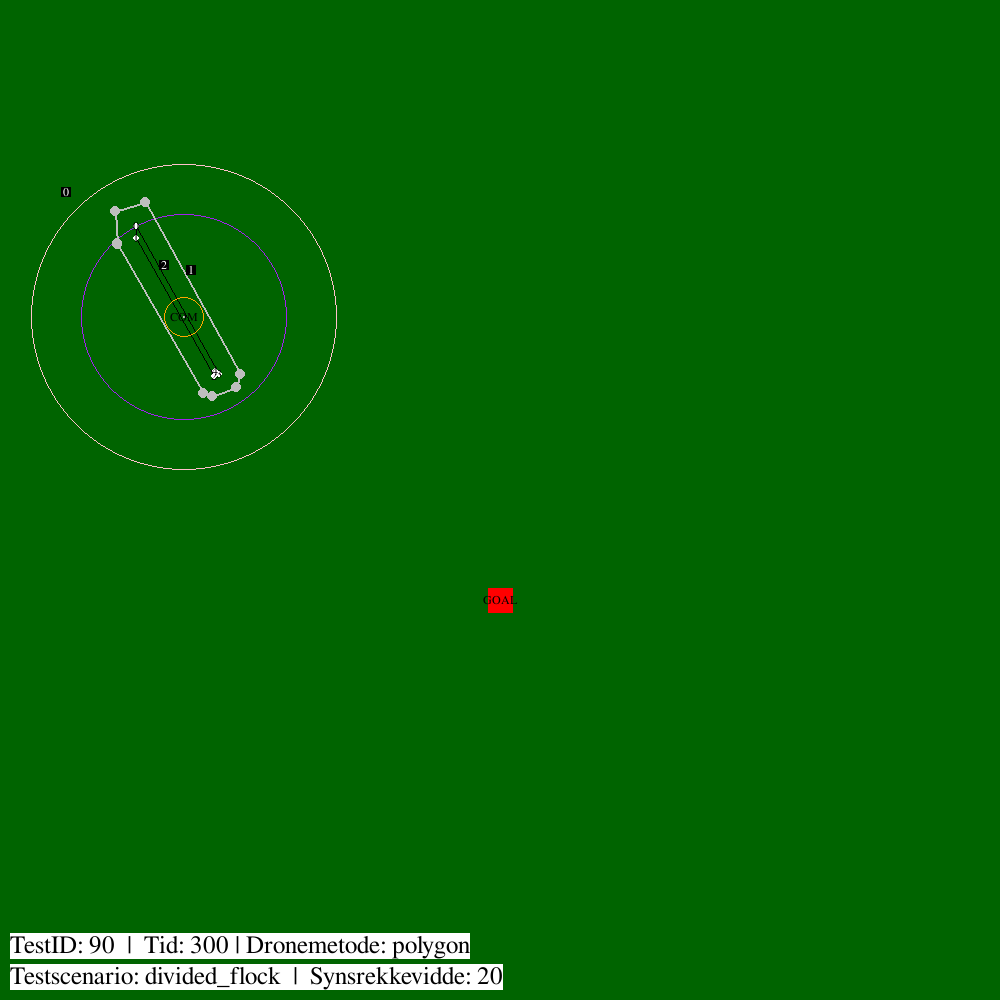 0
2 1
COM
GOAL
TestID: 90 | Tid: 300 | Dronemetode: polygon
Testscenario: divided_flock | Synsrekkevidde: 20